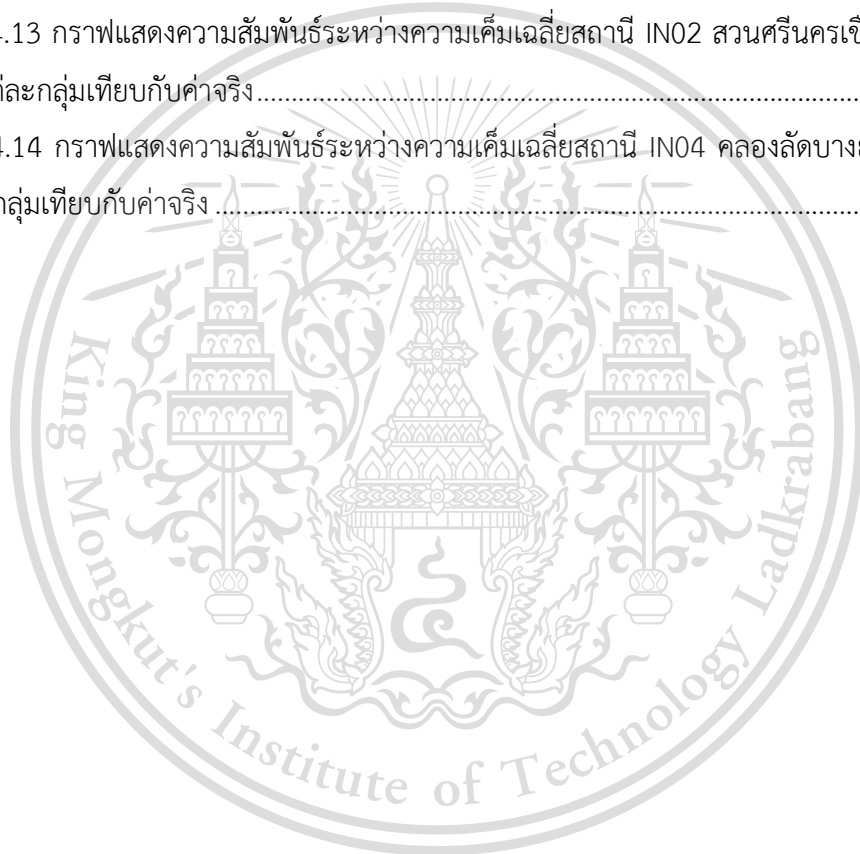 4.13 กราฟแสดงความสัมพันธ์ระหว่างความเค็มเฉลี่ยสถานี IN02 สวนศรีนครเขื
ละกลุ่มเทียบกับค่าจริง
4.14 กราฟแสดงความสัมพันธ์ระหว่างความเค็มเฉลี่ยสถานี IN04 คลองลัดบาง
กลุ่มเทียบกับค่าจริง
King Mongkut's Institute of Technology Ladkrabang